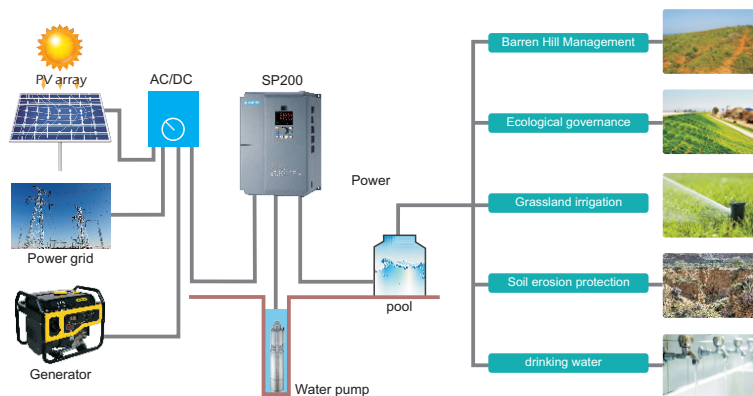 PV array
AC/DC
SP200
Power grid
Generator
Water pump
Power
pool
Barren Hill Management
Ecological governance
Grassland irrigation
Soil erosion protection
drinking water